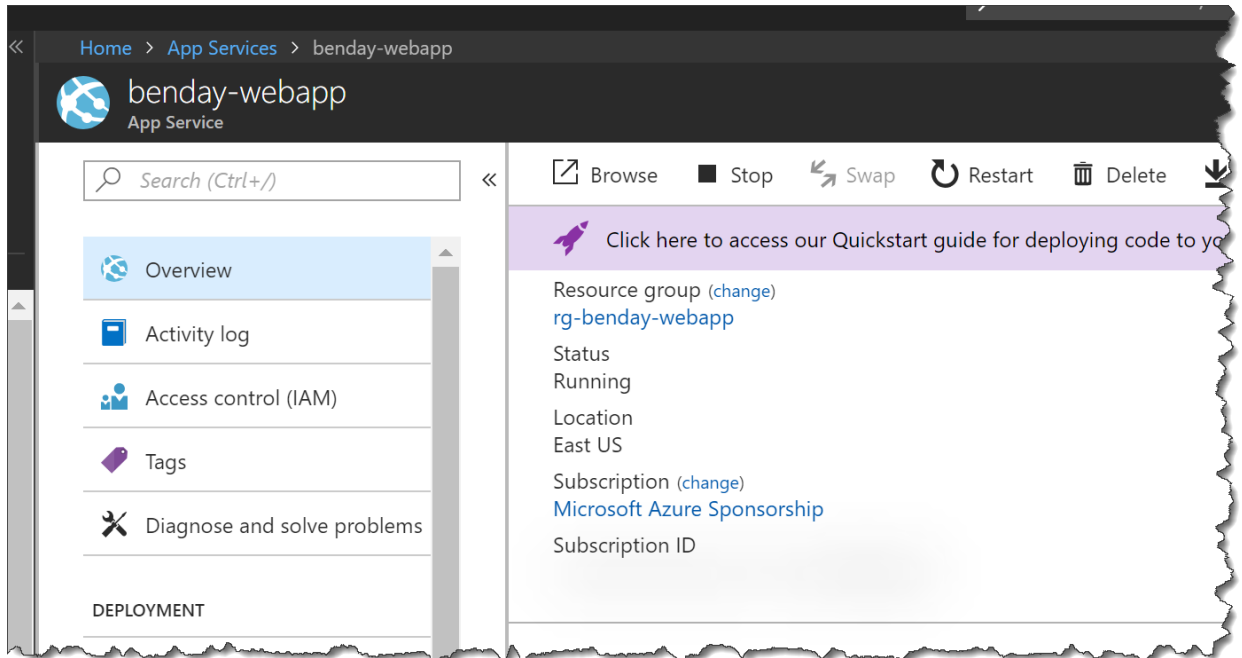 Home > App Services > benday-webapp
benday-webapp
App Service
Search (Ctrl+/)
Overview
Activity log
Access control (IAM)
Tags
Diagnose and solve problems
DEPLOYMENT
Browse Stop Swap Restart Delete
Click here to access our Quickstart guide for deploying code to
Resource group (change)
rg-benday-webapp
Status
Running
Location
East US
Subscription (change)
Microsoft Azure Sponsorship
Subscription ID